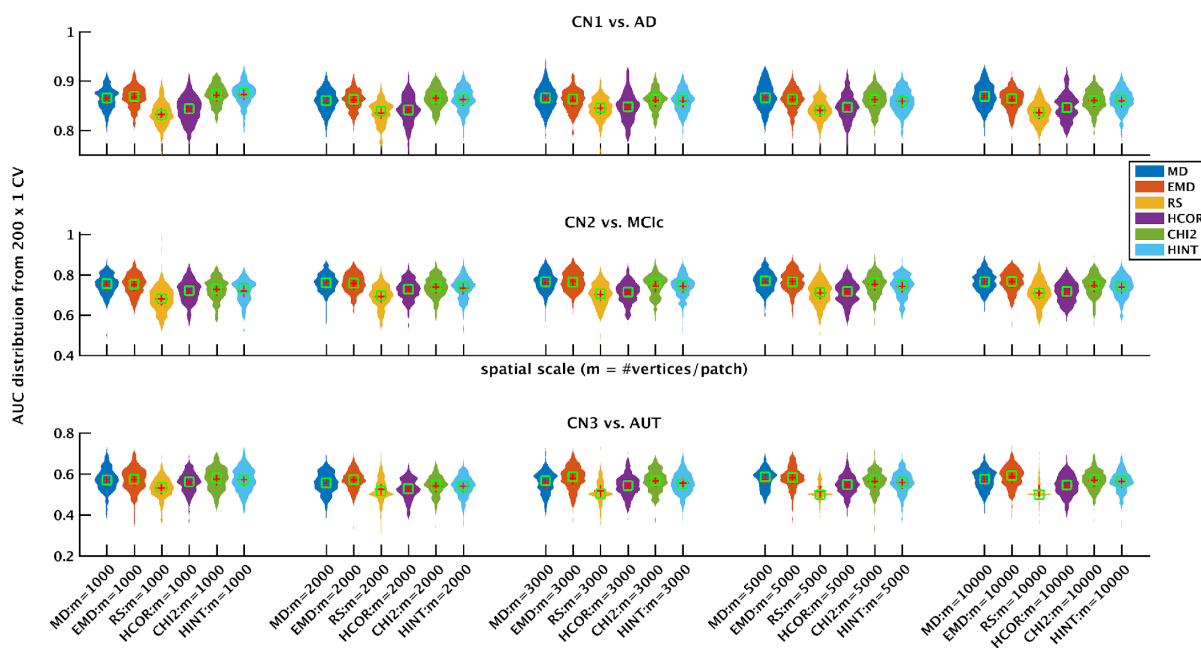 CN1 vs. AD
1
0.9
0.8
MD
EMD
RS
HCOR
CHI2
HINT
CN2 vs. MCIc
1
0.8
0.6
0.4
spatial scale (m = #vertices/patch)
AUC distribtuion from 200 x 1 CV
CN3 vs. AUT
0.8
0.6
0.4
0.2
MD:m=1000
EMD:m=1000
RS:m=1000
HCOR:m=1000
CHI2:m=1000
HINT:m=1000
MD:m=2000
EMD:m=2000
RS:m=2000
HCOR:m=2000
CHI2:m=2000
HINT:m=2000
MD:m=3000
EMD:m=3000
RS:m=3000
HCOR:m=3000
CHI2:m=3000
HINT:m=3000
MD:m=5000
EMD:m=5000
RS:m=5000
HCOR:m=5000
CHI2:m=5000
HINT:m=5000
MD:m=10000
EMD:m=10000
RS:m=10000
HCOR:m=10000
CHI2:m=10000
HINT:m=10000